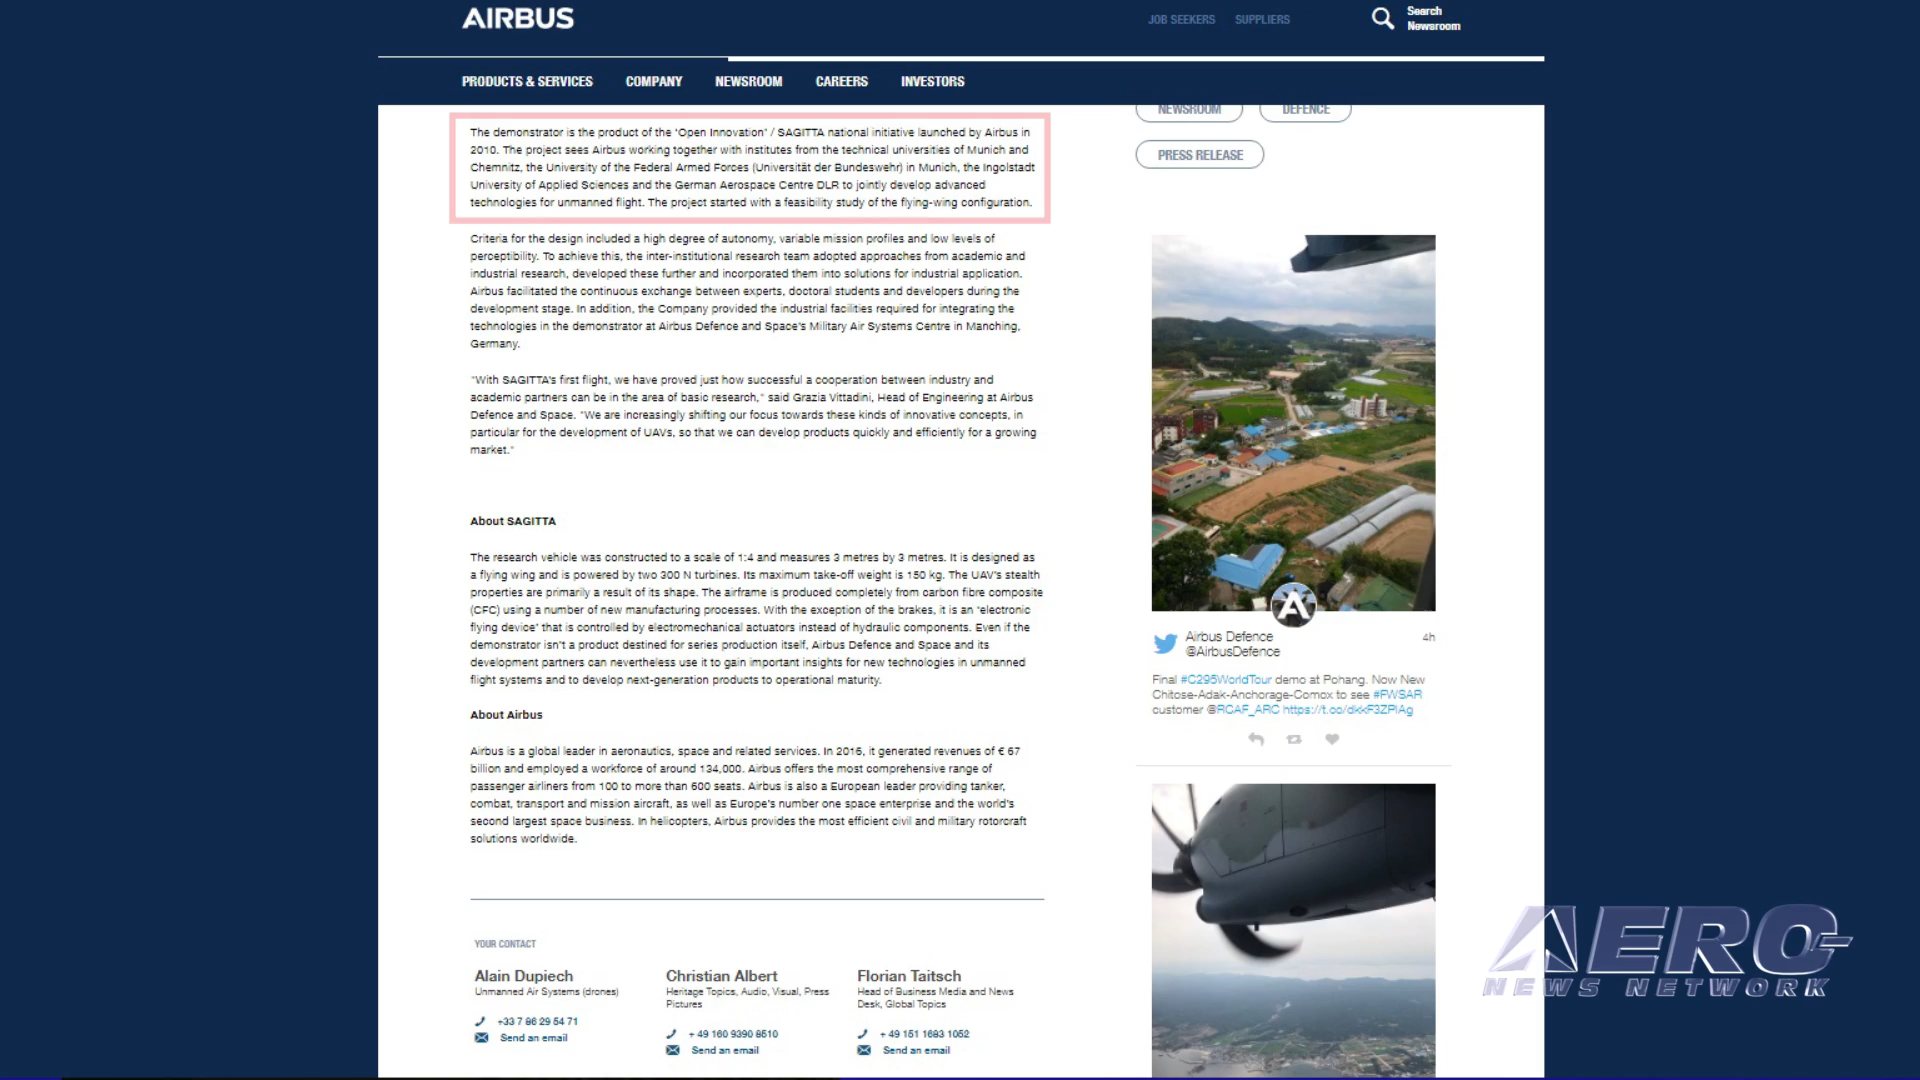 AIRBUS
JOB SEEKERS SUPPLIERS
Search
Newsroom
PRODUCTS & SERVICES COMPANY NEWSROOM CAREERS INVESTORS
NEWSROOM DEFENCE
PRESS RELEASE
The demonstrator is the product of the 'Open Innovation' / SAGITTA national initiative launched by Airbus in
2010. The project sees Airbus working together with institutes from the technical universities of Munich and
Chemnitz, the University of the Federal Armed Forces (Universität der Bundeswehr) in Munich, the Ingolstadt
University of Applied Sciences and the German Aerospace Centre DLR to jointly develop advanced
technologies for unmanned flight. The project started with a feasibility study of the flying-wing configuration.
Criteria for the design included a high degree of autonomy, variable mission profiles and low levels of
perceptibility. To achieve this, the inter-institutional research team adopted approaches from academic and
industrial research, developed these further and incorporated them into solutions for industrial application.
Airbus facilitated the continuous exchange between experts, doctoral students and developers during the
development stage. In addition, the Company provided the industrial facilities required for integrating the
technologies in the demonstrator at Airbus Defence and Space's Military Air Systems Centre in Manching,
Germany.
"With SAGITTA's first flight, we have proved just how successful a cooperation between industry and
academic partners can be in the area of basic research," said Grazia Vittadini, Head of Engineering at Airbus
Defence and Space. "We are increasingly shifting our focus towards these kinds of innovative concepts, in
particular for the development of UAVs, so that we can develop products quickly and efficiently for a growing
market."
About SAGITTA
The research vehicle was constructed to a scale of 1:4 and measures 3 metres by 3 metres. It is designed as
a flying wing and is powered by two 300 N turbines. Its maximum take-off weight is 150 kg. The UAV's stealth
properties are primarily a result of its shape. The airframe is produced completely from carbon fibre composite
(CFC) using a number of new manufacturing processes. With the exception of the brakes, it is an "electronic
flying device" that is controlled by electromechanical actuators instead of hydraulic components. Even if the
demonstrator isn't a product destined for series production itself, Airbus Defence and Space and its
development partners can nevertheless use it to gain important insights for new technologies in unmanned
flight systems and to develop next-generation products to operational maturity.
About Airbus
Airbus is a global leader in aeronautics, space and related services. In 2016, it generated revenues of € 67
billion and employed a workforce of around 134,000. Airbus offers the most comprehensive range of
passenger airliners from 100 to more than 600 seats. Airbus is also a European leader providing tanker,
combat, transport and mission aircraft, as well as Europe's number one space enterprise and the world's
second largest space business. In helicopters, Airbus provides the most efficient civil and military rotorcraft
solutions worldwide.
Airbus Defence 4h
@AirbusDefence
Final #C295WorldTour demo at Pohang. Now New
Chitose-Adak-Anchorage-Comox to see #FWSAR
customer @RCAF_ARC https://t.co/dkkF3ZPlAg
YOUR CONTACT
Alain Dupiech
Unmanned Air Systems (drones)
+33 7 86 29 54 71
Send an email
Christian Albert
Heritage Topics, Audio, Visual, Press
Pictures
+ 49 160 9390 8510
Send an email
Florian Taitsch
Head of Business Media and News
Desk, Global Topics
+ 49 151 1683 1052
Send an email
AERO-
NEWS NETWORK